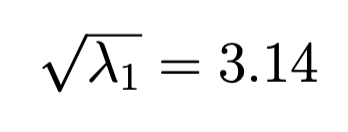 √λ₁ = 3.14